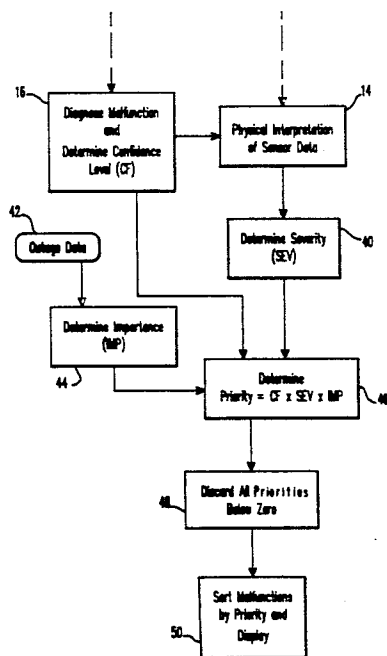 16
Diagnose Malfunction
and
Determine Confidence
Level (CF)
14
Physical Interpretation
of Sensor Data
42
Outage Data
Determine Severity
(SEV)
40
Determine Importance
(IMP)
44
Determine
Priority = CF x SEV x IMP
46
Discard All Priorities
Below Zero
48
Sort Malfunctions
by Priority and
Display
50